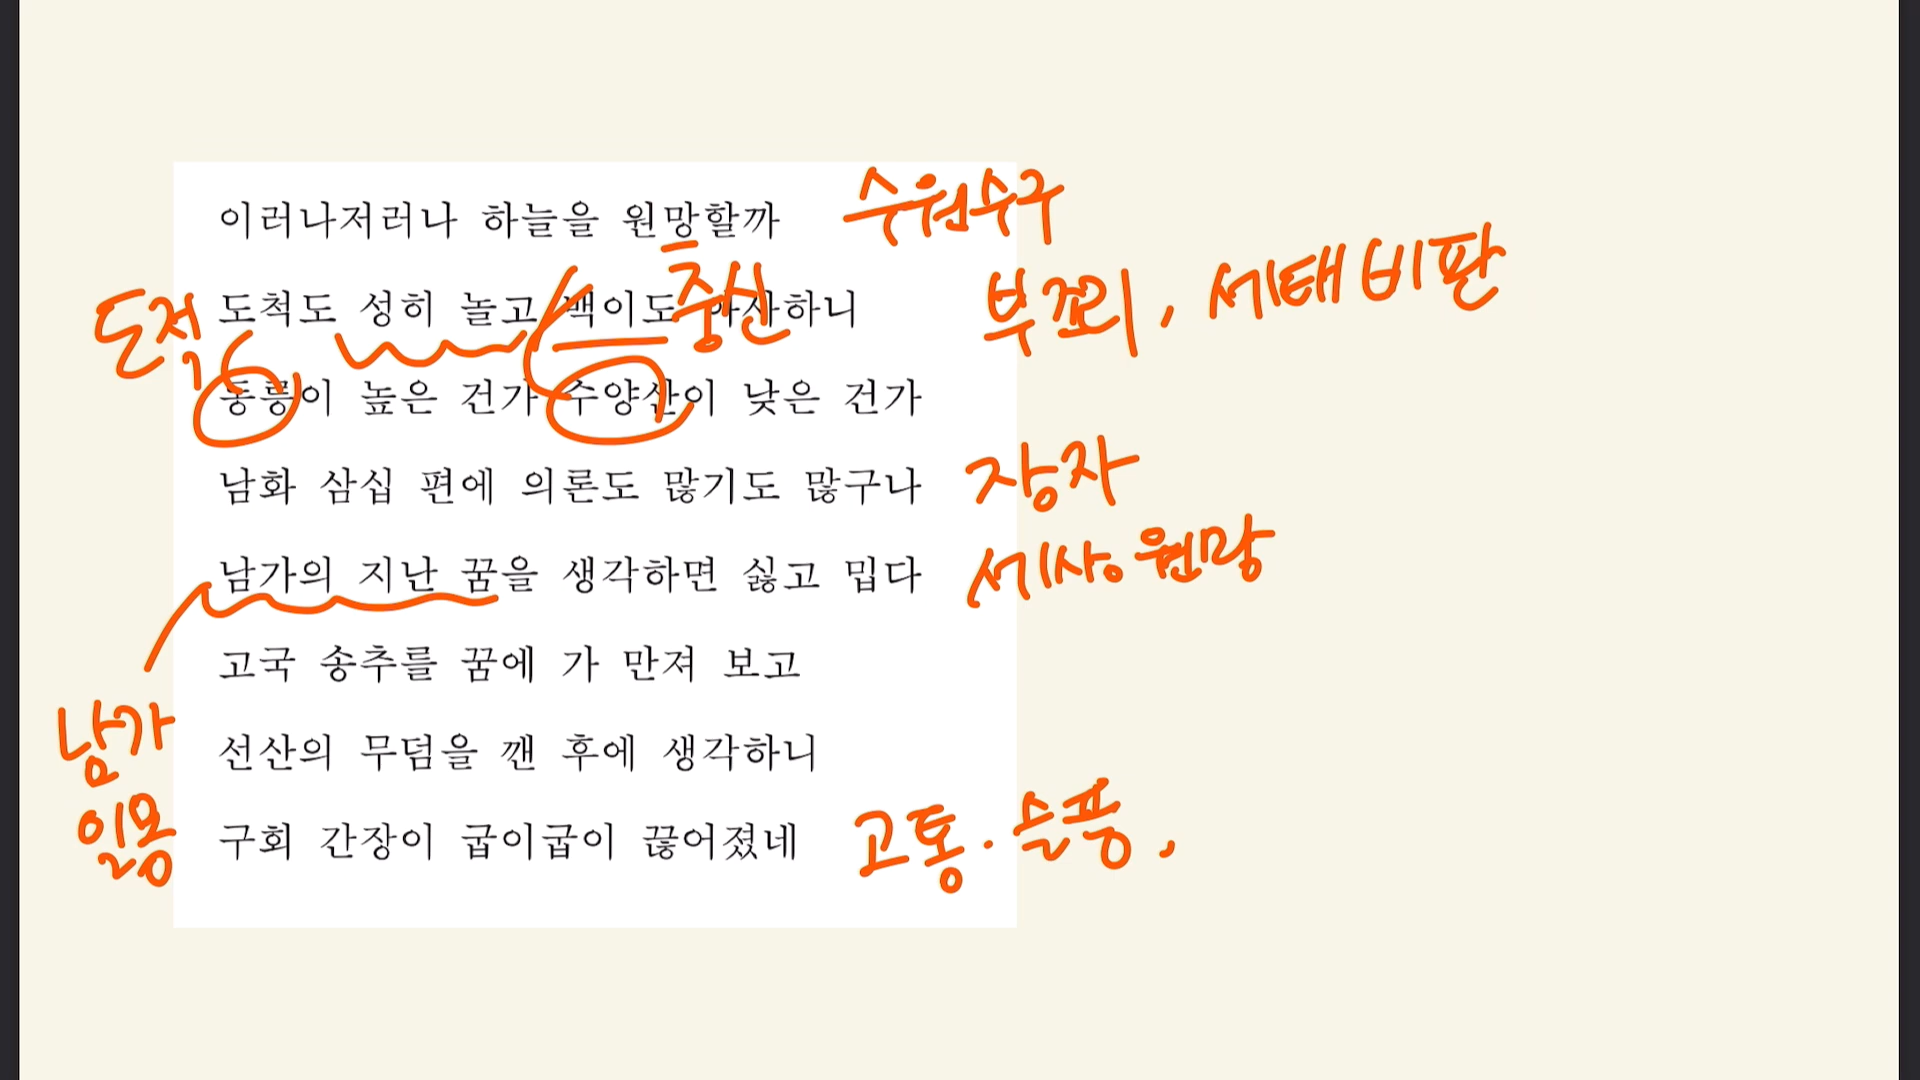 이러나저러나 하늘을 원망할까 수원수구
도적 도척도 성히 놀고 백이도 충신 아사하니 부조리, 세태 비판
동릉이 높은 건가 수양산이 낮은 건가
남화 삼십 편에 의론도 많기도 많구나 장자
남가의 지난 꿈을 생각하면 싫고 밉다 세상 원망
고국 송추를 꿈에 가 만져 보고
남가 선산의 무덤을 깬 후에 생각하니
일몽 구회 간장이 굽이굽이 끊어졌네 고통·슬픔,